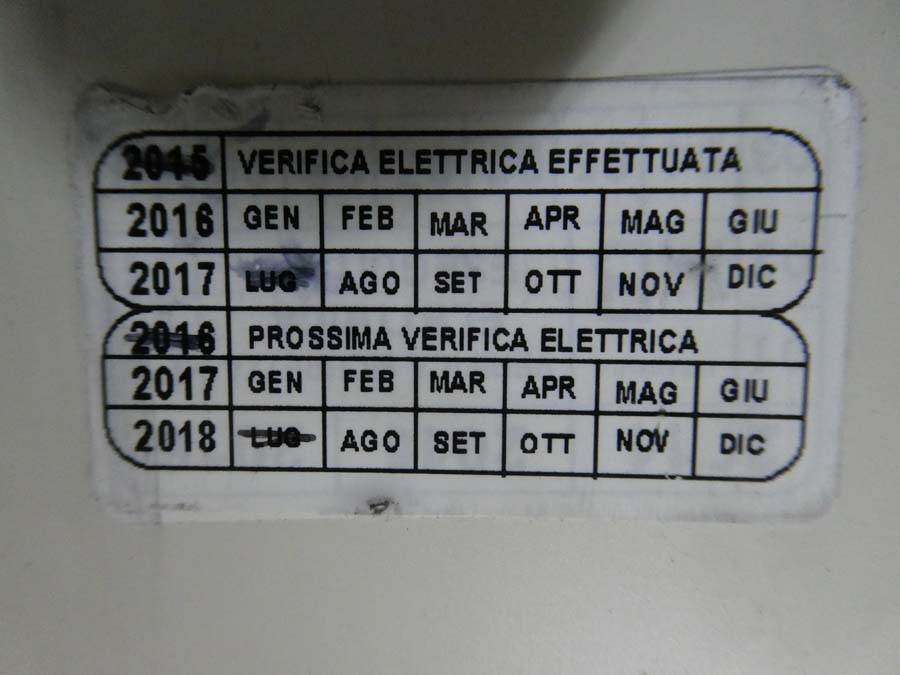 2015 VERIFICA ELETTRICA EFFETTUATA
2016 GEN FEB MAR APR MAG GIU
2017 LUG AGO SET OTT NOV DIC
2016 PROSSIMA VERIFICA ELETTRICA
2017 GEN FEB MAR APR MAG GIU
2018 LUG AGO SET OTT NOV DIC